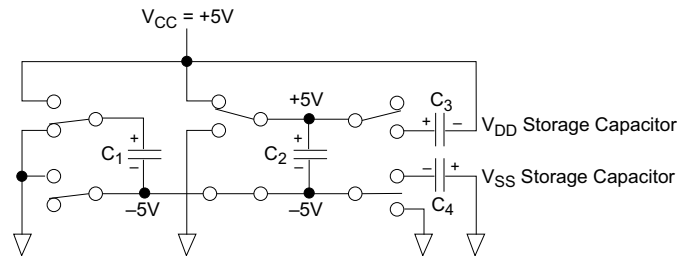 V_CC = +5V
+5V
C_3
+ –
V_DD Storage Capacitor
+
C_1
–
+
C_2
–
– +
V_SS Storage Capacitor
C_4
–5V
–5V